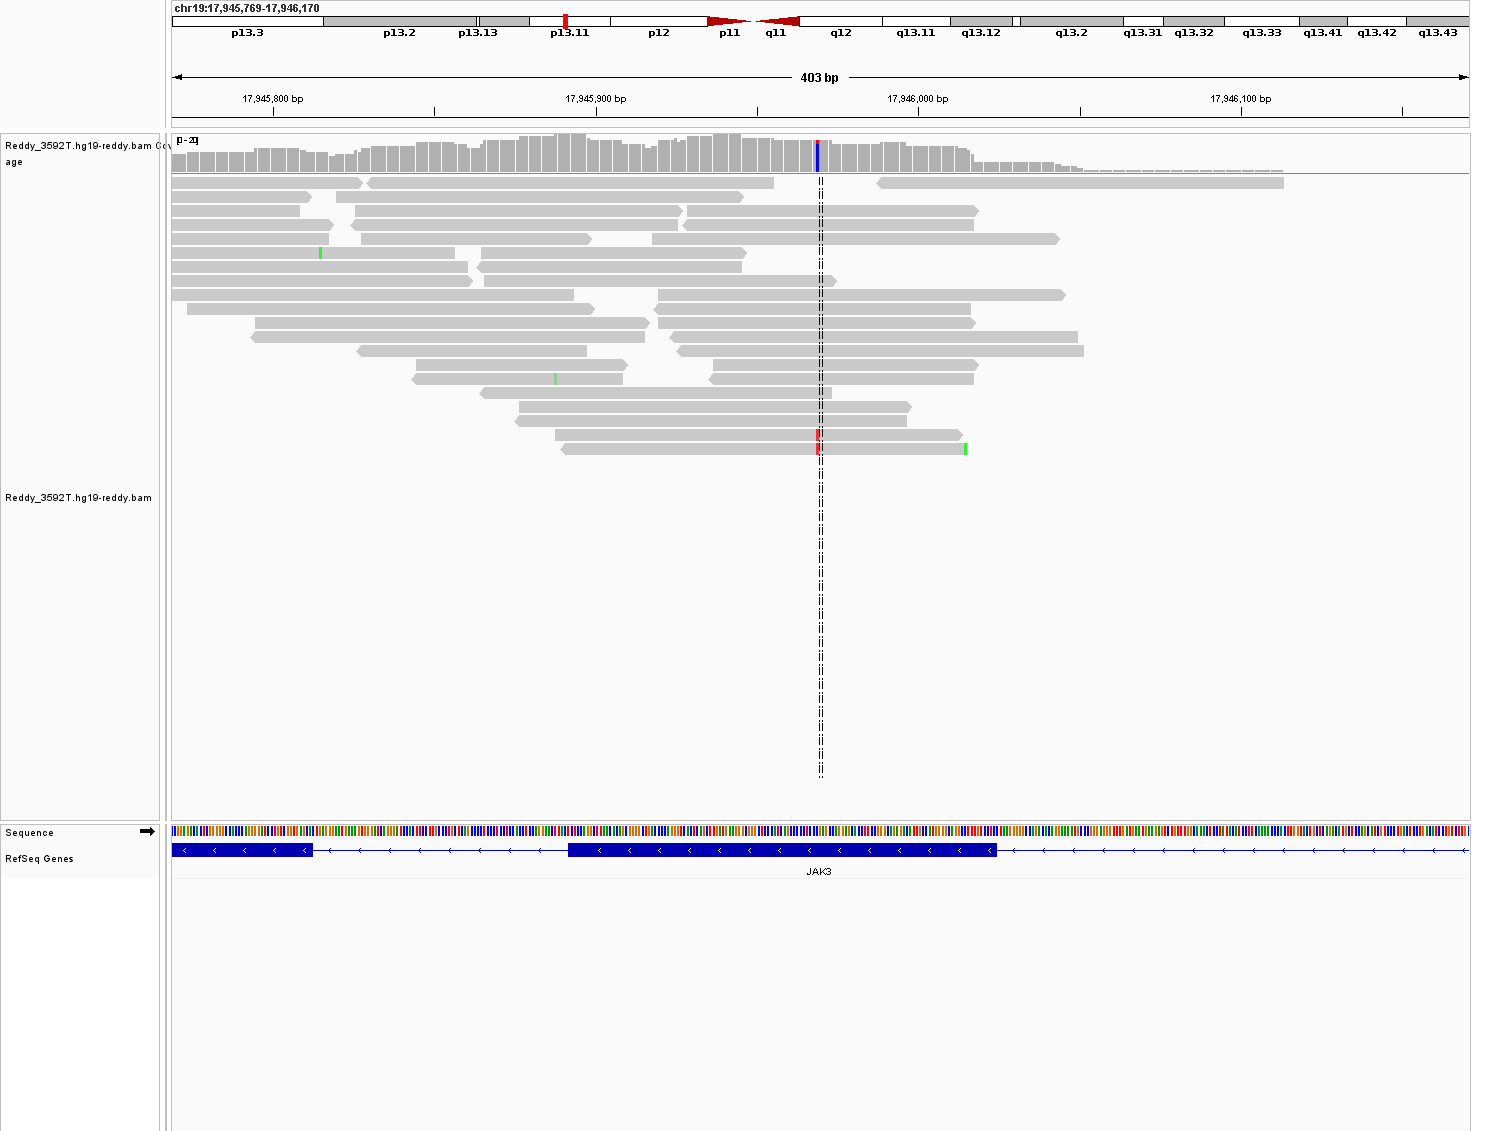 chr19:17,945,769-17,946,170
p13.3 p13.2 p13.13 p13.11 p12 p11 q11 q12 q13.11 q13.12 q13.2 q13.31 q13.32 q13.33 q13.41 q13.42 q13.43
403 bp
17,945,800 bp 17,945,900 bp 17,946,000 bp 17,946,100 bp
[0 - 20]
Reddy_3592T.hg19-reddy.bam Cov
age
Reddy_3592T.hg19-reddy.bam
Sequence
RefSeq Genes
JAK3